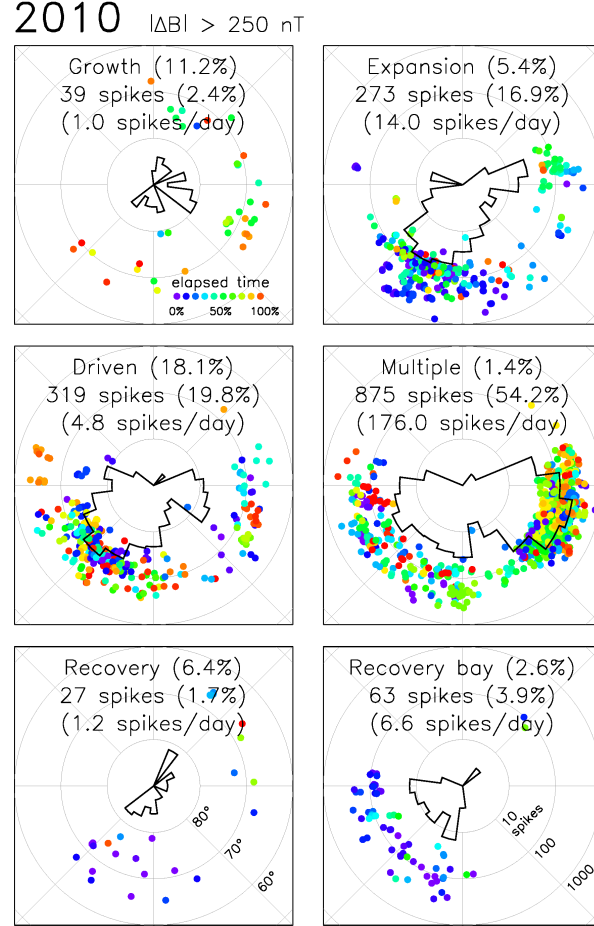 2010 |ΔB| > 250 nT
Growth (11.2%)
39 spikes (2.4%)
(1.0 spikes/day)
elapsed time
0% 50% 100%
Expansion (5.4%)
273 spikes (16.9%)
(14.0 spikes/day)
Driven (18.1%)
319 spikes (19.8%)
(4.8 spikes/day)
Multiple (1.4%)
875 spikes (54.2%)
(176.0 spikes/day)
Recovery (6.4%)
27 spikes (1.7%)
(1.2 spikes/day)
80°
70°
60°
Recovery bay (2.6%)
63 spikes (3.9%)
(6.6 spikes/day)
10
spikes
100
1000